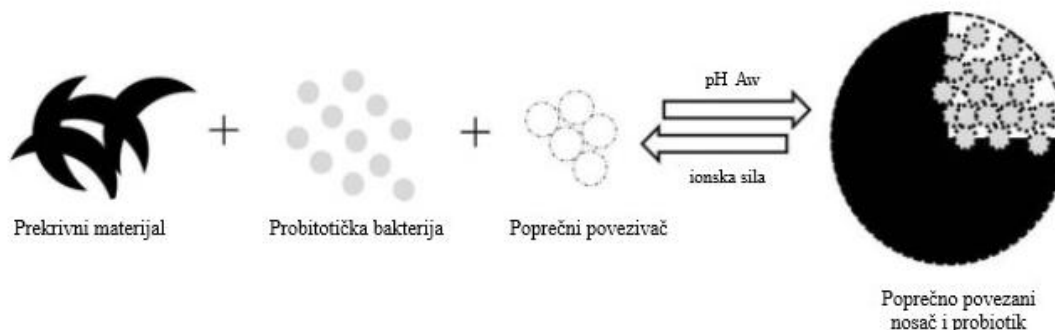 +
+
pH Aw
ionska sila
Prekrivni materijal
Probitotička bakterija
Poprečni povezivač
Poprečno povezani
nosač i probiotik